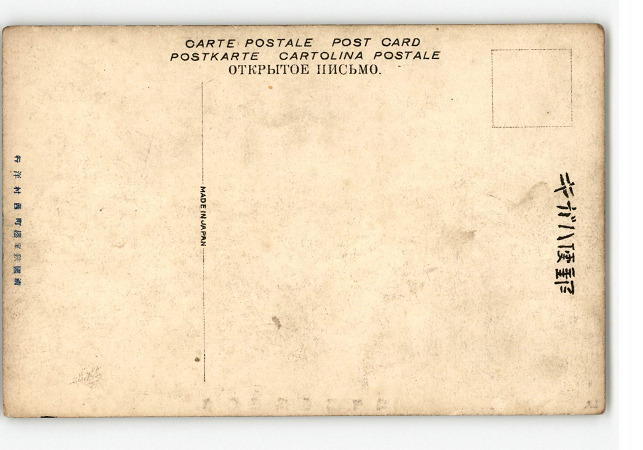 CARTE POSTALE POST CARD
POSTKARTE CARTOLINA POSTALE
ОТКРЫТОЕ ПИСЬМО.
MADE IN JAPAN
郵便ハガキ